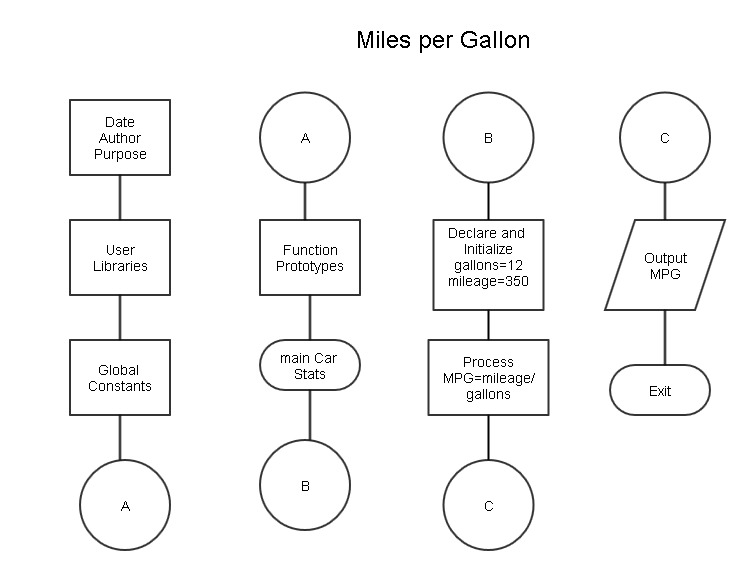 Miles per Gallon
Date
Author
Purpose
User
Libraries
Global
Constants
A
A
Function
Prototypes
main Car
Stats
B
B
Declare and
Initialize
gallons=12
mileage=350
Process
MPG=mileage/
gallons
C
C
Output
MPG
Exit